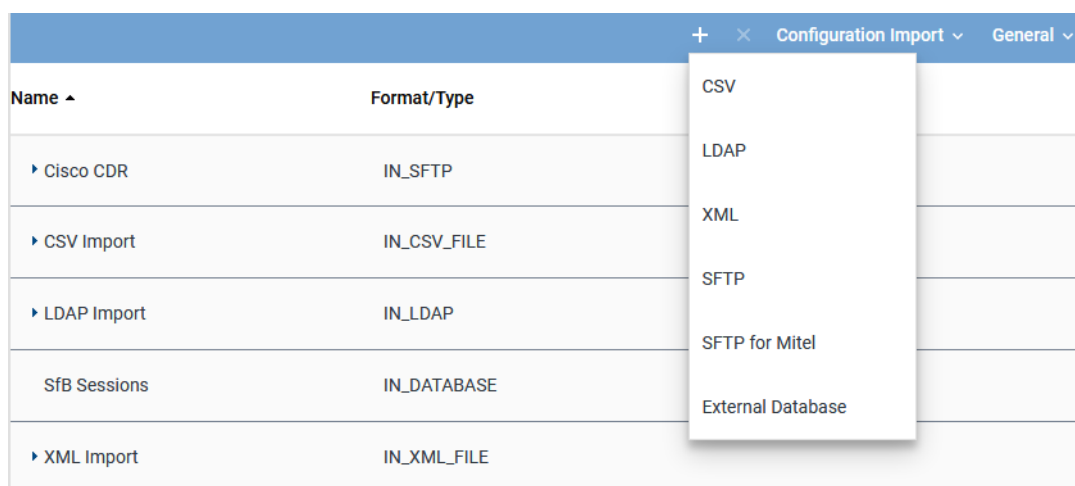 + × Configuration Import General
Name Format/Type
CSV
LDAP
XML
SFTP
SFTP for Mitel
External Database
Cisco CDR IN_SFTP
CSV Import IN_CSV_FILE
LDAP Import IN_LDAP
SfB Sessions IN_DATABASE
XML Import IN_XML_FILE